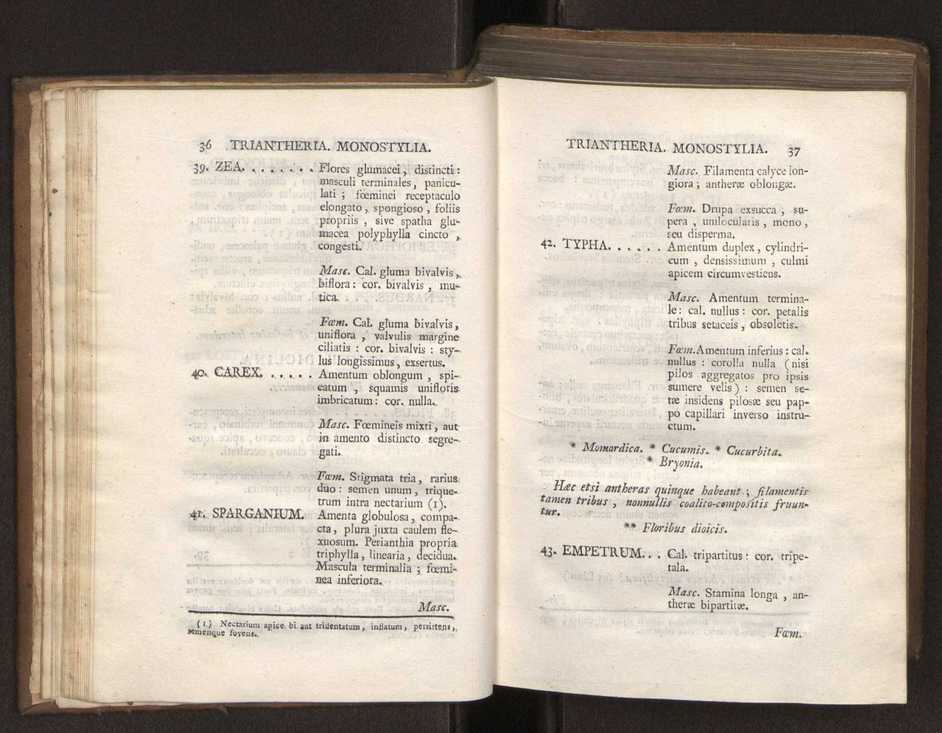 36 TRIANTHERIA. MONOSTYLIA.
39. ZEA. . . . . . . . Flores glumacei, distincti:
masculi terminales, panicu-
lati ; fœminei receptaculo
elongato , spongioso , foliis
propriis , sive spatha glu-
macea polyphylla cincto ,
congesti.
Masc. Cal. gluma bivalvis,
biflora : cor. bivalvis , mu-
tica.
Fœm. Cal. gluma bivalvis,
uniflora , valvulis margine
ciliatis : cor. bivalvis : sty-
lus longissimus , exsertus.
40. CAREX. . . . . . Amentum oblongum , spi-
catum , squamis unifloris
imbricatum : cor. nulla.
Masc. Fœmineis mixti , aut
in amento distincto segre-
gati.
Fœm. Stigmata tria , rarius
duo : semen unum , trique-
trum intra nectarium (1).
41. SPARGANIUM. Amenta globulosa , compa-
cta , plura juxta caulem fle-
xuosum. Perianthia propria
triphylla , linearia , decidua.
Mascula terminalia ; fœmi-
nea inferiora.
Masc.
(1.) Nectarium apice bi aut tridentatum , inflatum , persistens ,
semenque fovens.
TRIANTHERIA. MONOSTYLIA. 37
Masc. Filamenta calyce lon-
giora ; antheræ oblongæ.
Fœm. Drupa exsucca , su-
pera , unilocularis , mono ,
seu disperma.
42. TYPHA. . . . . . Amentum duplex , cylindri-
cum , densissimum , culmi
apicem circumvestiens.
Masc. Amentum termina-
le : cal. nullus : cor. petalis
tribus setaceis , obsoletis.
Fœm. Amentum inferius : cal.
nullus : corolla nulla ( nisi
pilos aggregatos pro ipsis
sumere velis ) : semen se-
tæ insidens pilosæ seu pap-
po capillari inverso instru-
ctum.
* Momordica. * Cucumis. * Cucurbita.
* Bryonia.
Hæc etsi antheras quinque habeant ; filamentis
tamen tribus , nonnullis coalito-compositis fruun-
tur.
** Floribus dioicis.
43. EMPETRUM. . . Cal. tripartitus : cor. tripe-
tala.
Masc. Stamina longa , an-
theræ bipartitæ.
Fœm.